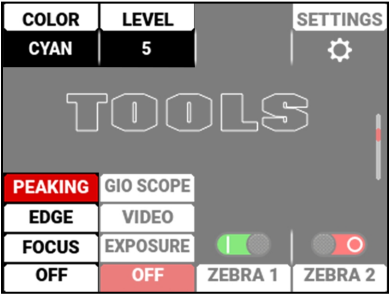 COLOR LEVEL SETTINGS
CYAN 5
TOOLS
PEAKING GIO SCOPE
EDGE VIDEO
FOCUS EXPOSURE
OFF OFF ZEBRA 1 ZEBRA 2